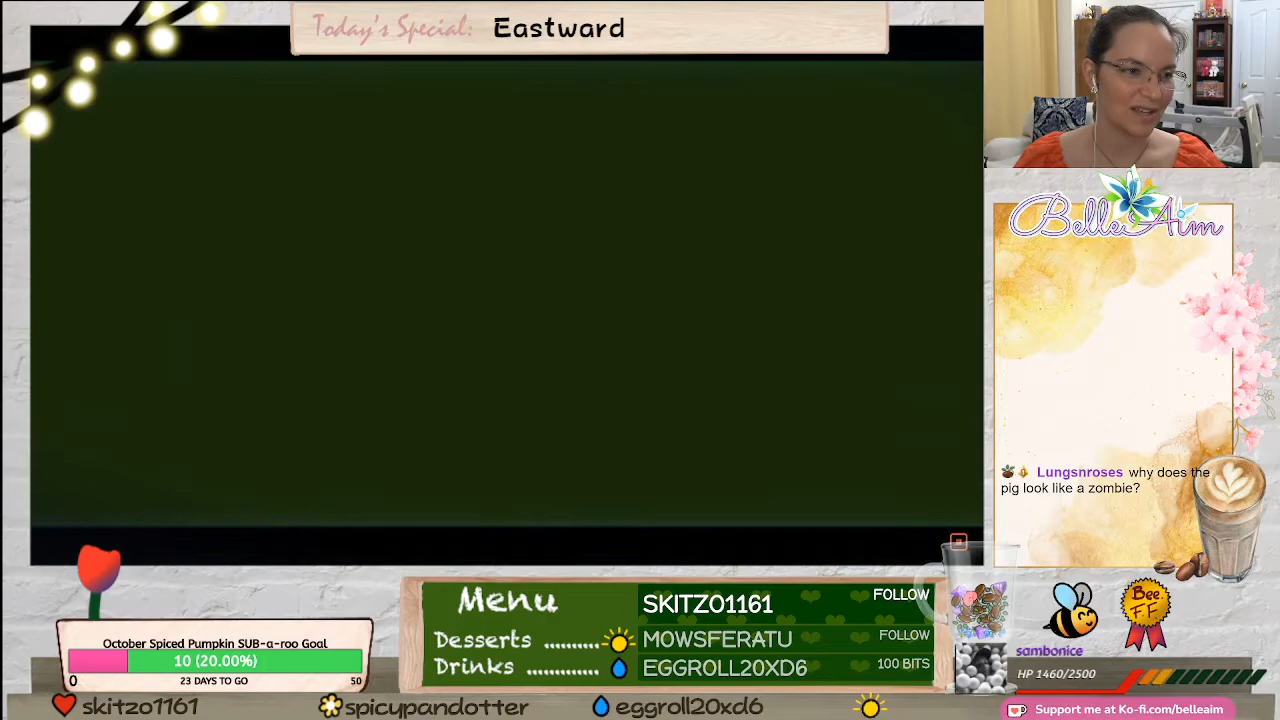 Today's Special: Eastward
BelleAim
Lungsnroses why does the
pig look like a zombie?
Menu
SKITZO1161 FOLLOW
Desserts ........... M0WSFERATU FOLLOW
Drinks ............. EGGROLL20XD6 100 BITS
Bee
F.F
October Spiced Pumpkin SUB-a-roo Goal
10 (20.00%)
0 23 DAYS TO GO 50
sambonice
HP 1460/2500
skitzo1161 spicypandotter eggroll20xd6
Support me at Ko-fi.com/belleaim